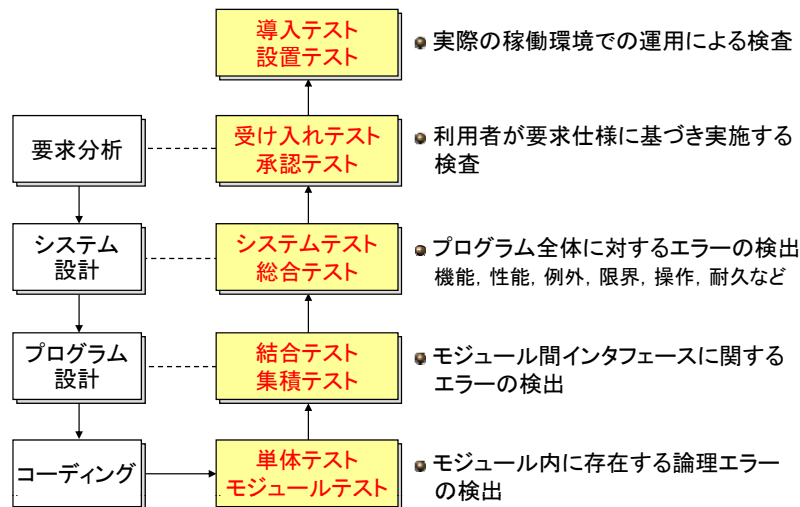 導入テスト
設置テスト
実際の稼働環境での運用による検査
要求分析
受け入れテスト
承認テスト
利用者が要求仕様に基づき実施する
検査
システム
設計
システムテスト
総合テスト
プログラム全体に対するエラーの検出
機能, 性能, 例外, 限界, 操作, 耐久など
プログラム
設計
結合テスト
集積テスト
モジュール間インタフェースに関する
エラーの検出
コーディング
単体テスト
モジュールテスト
モジュール内に存在する論理エラー
の検出